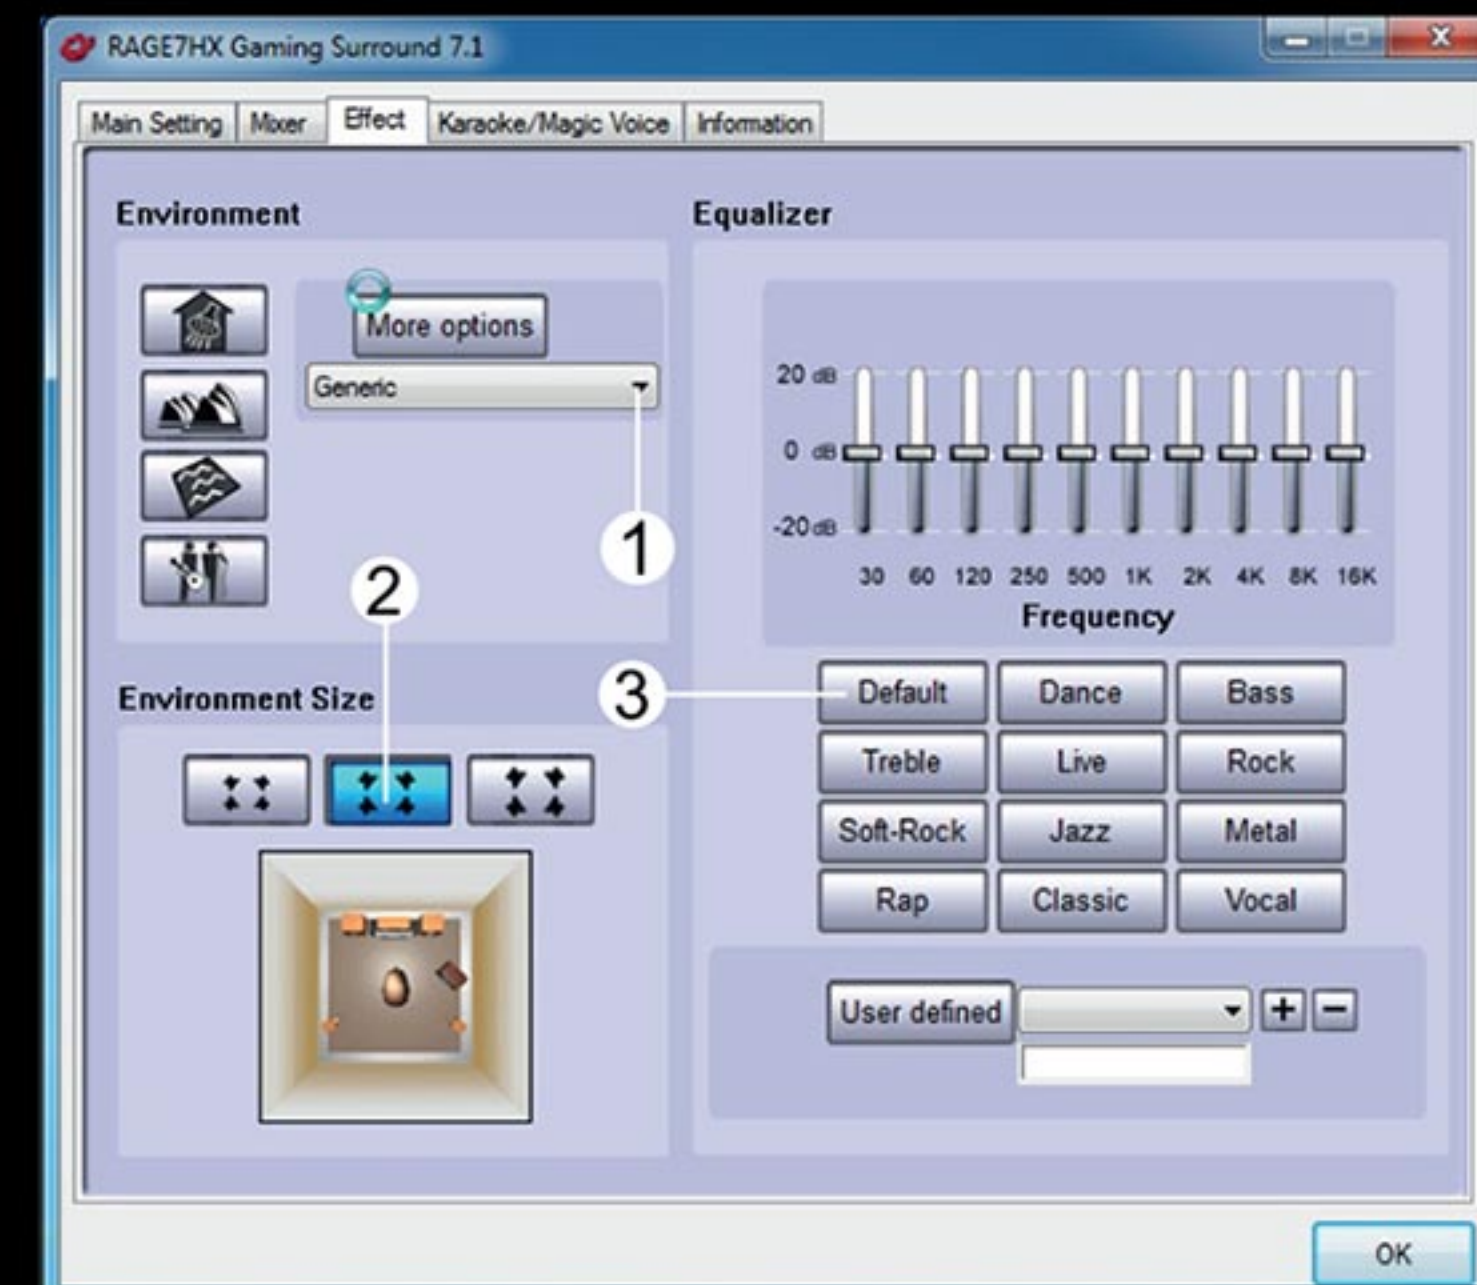 RAGE7HX Gaming Surround 7.1
Main Setting Mixer Effect Karaoke/Magic Voice Information
Environment
More options
Generic
1
2
Environment Size
Equalizer
20 dB
0 dB
-20 dB
30 60 120 250 500 1K 2K 4K 8K 16K
Frequency
3
Default Dance Bass
Treble Live Rock
Soft-Rock Jazz Metal
Rap Classic Vocal
User defined + −
OK